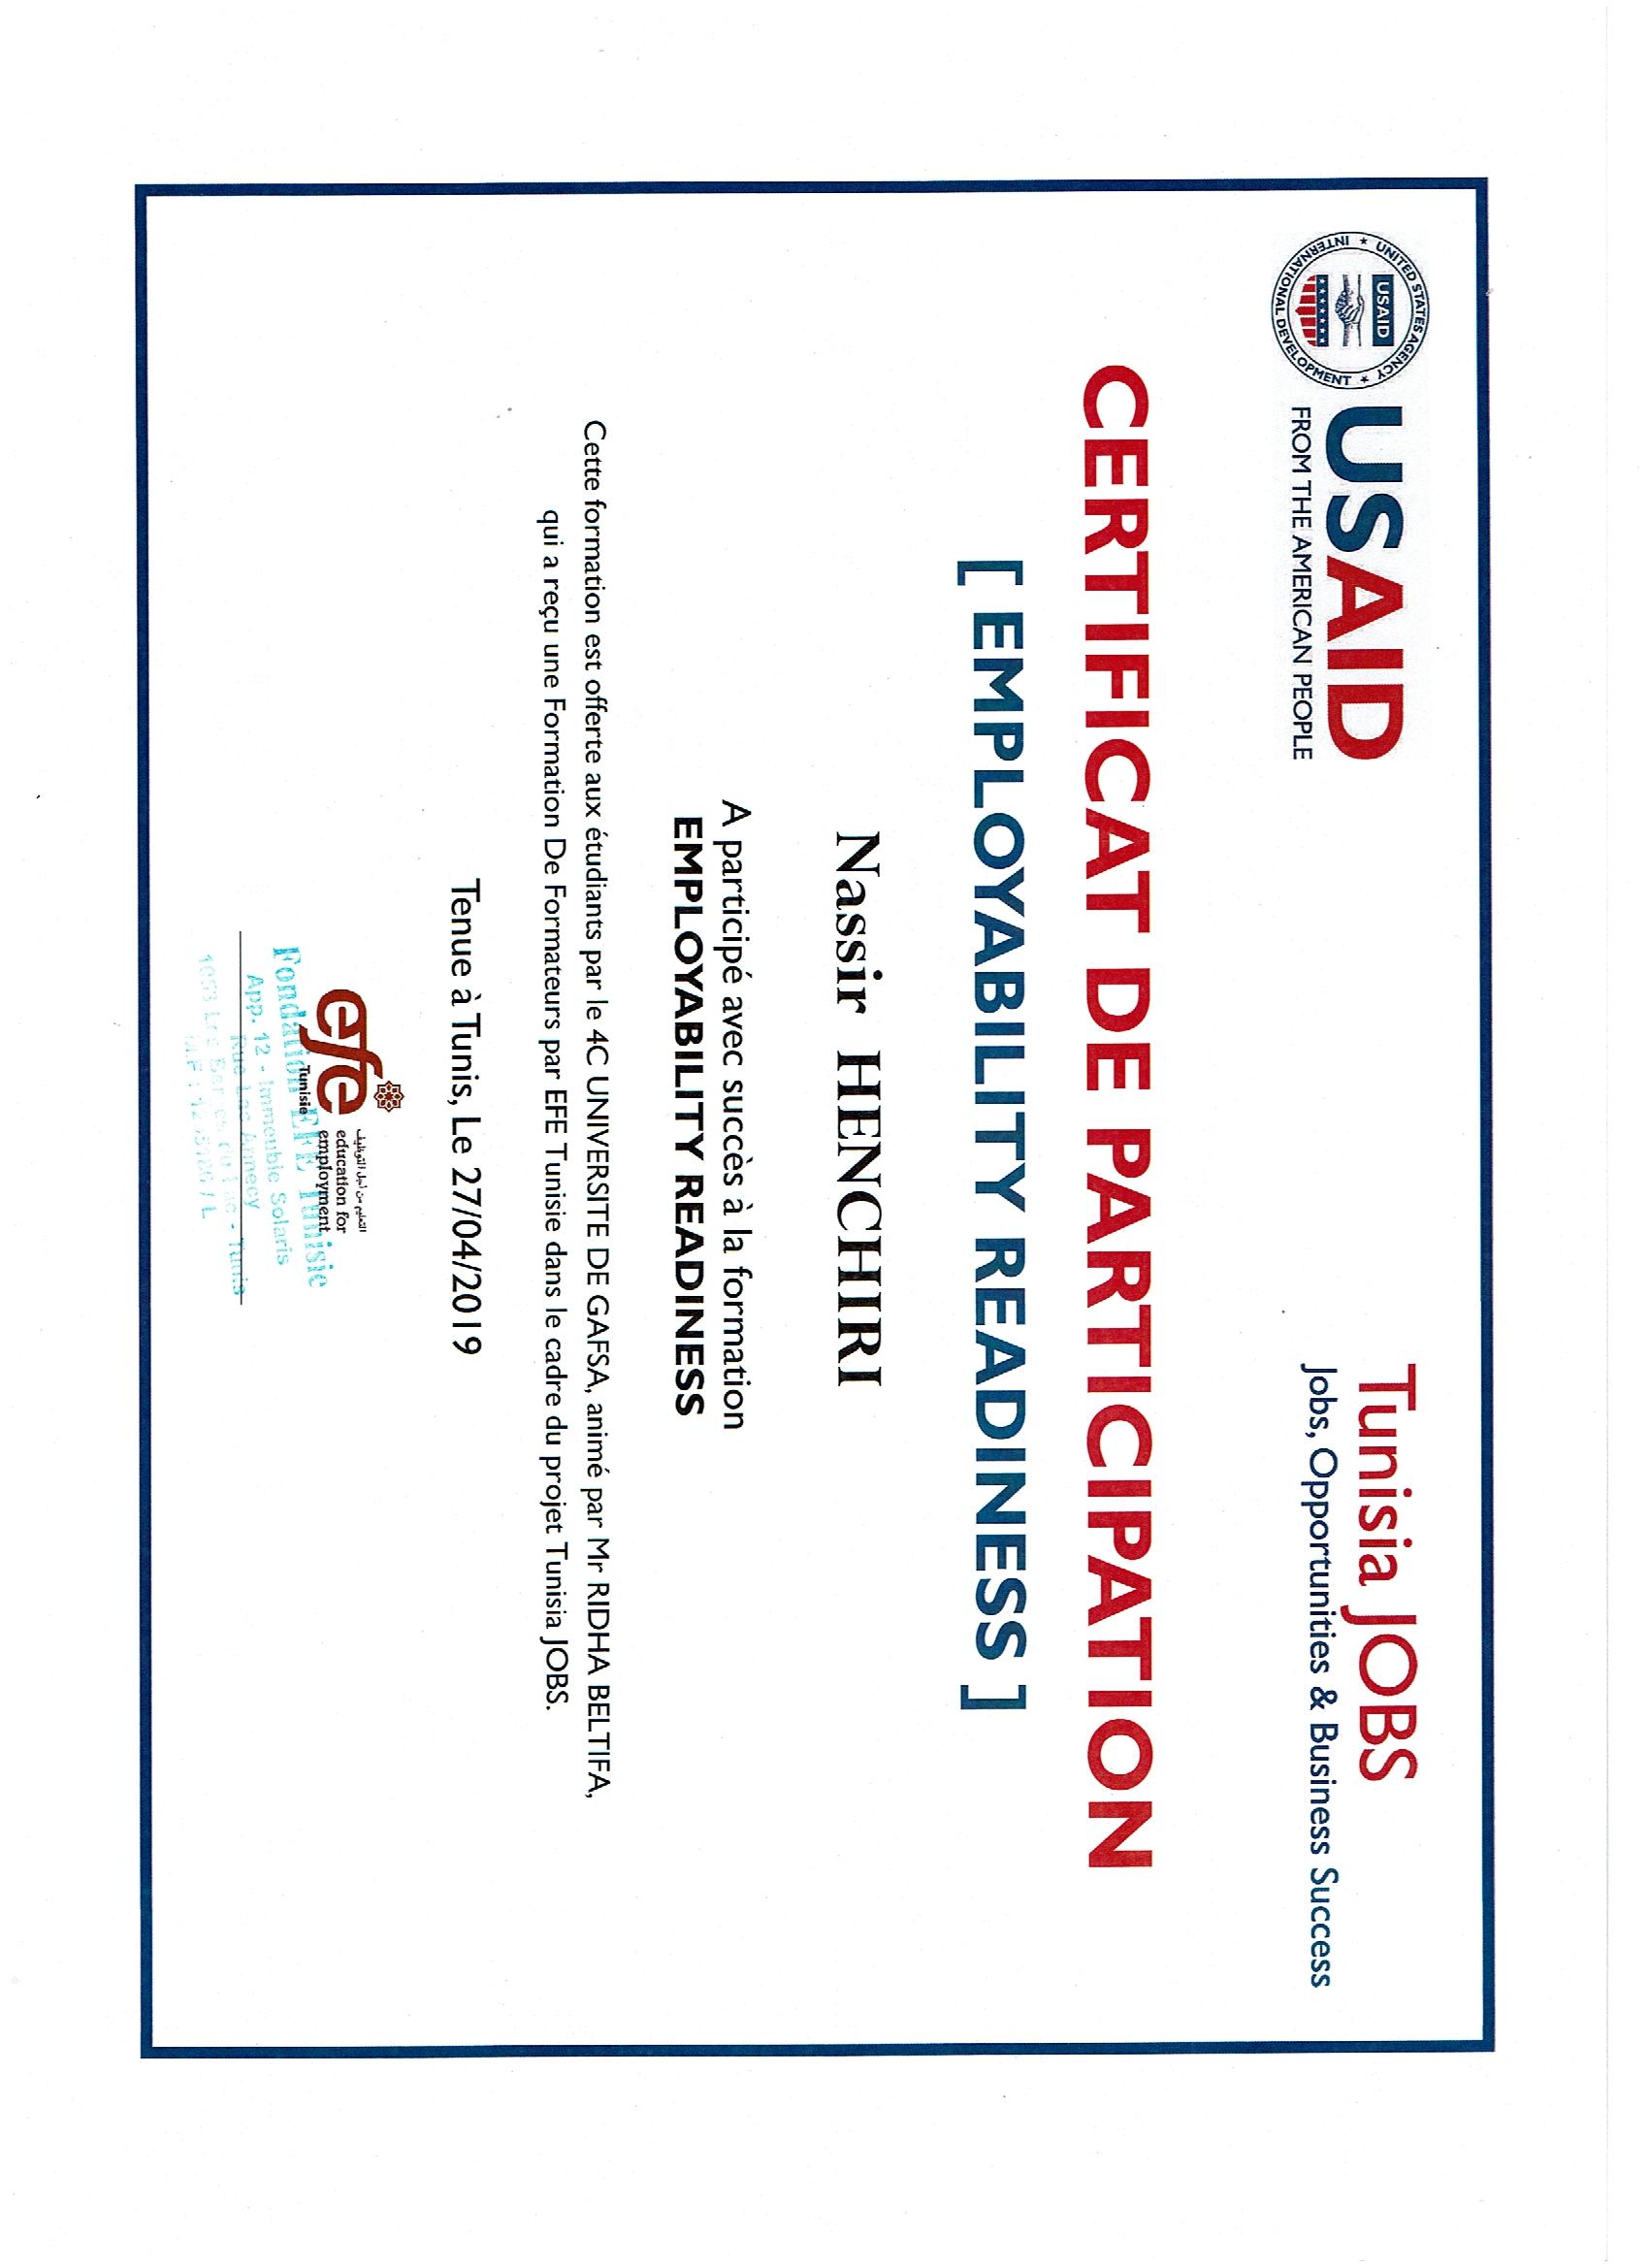 UNITED STATES AGENCY
INTERNATIONAL DEVELOPMENT
USAID
USAID
FROM THE AMERICAN PEOPLE
Tunisia JOBS
Jobs, Opportunities & Business Success
CERTIFICAT DE PARTICIPATION
[ EMPLOYABILITY READINESS ]
Nassir HENCHIRI
A participé avec succès à la formation
EMPLOYABILITY READINESS
Cette formation est offerte aux étudiants par le 4C UNIVERSITE DE GAFSA, animé par Mr RIDHA BELTIFA,
qui a reçu une Formation De Formateurs par EFE Tunisie dans le cadre du projet Tunisia JOBS.
Tenue à Tunis, Le 27/04/2019
efe
Tunisie
التعليم من أجل التوظيف
education for
employment
Fondation EFE Tunisie
App. 12 - Immeuble Solaris
Rue Lac Annecy
1053 Les du Lac - Tunis
/ L